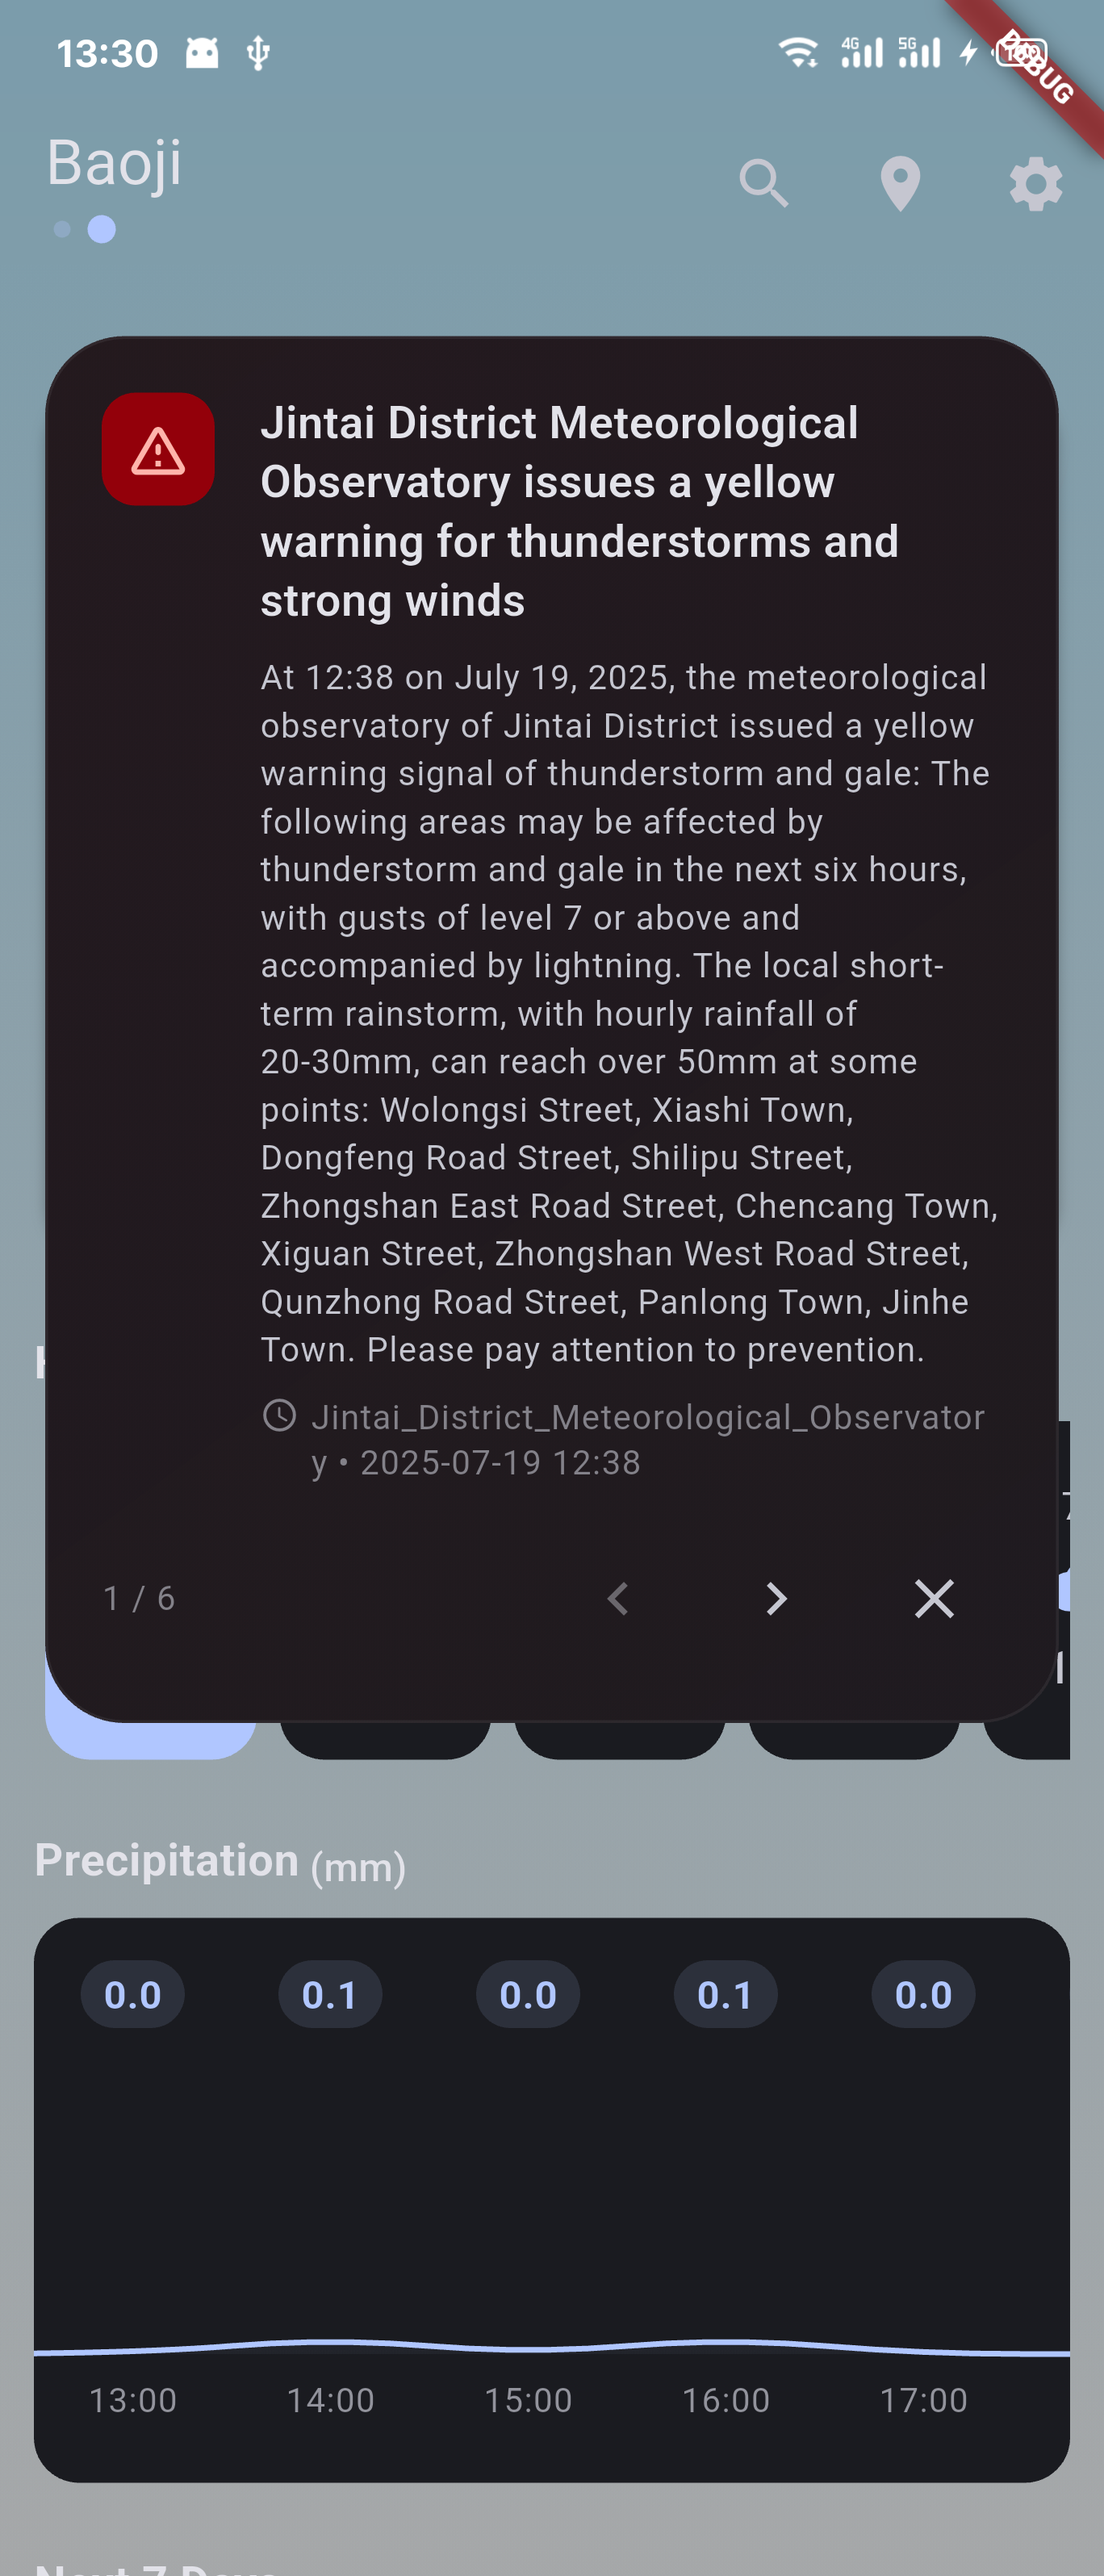 13:30
4G 5G
DEBUG
Baoji
Jintai District Meteorological
Observatory issues a yellow
warning for thunderstorms and
strong winds
At 12:38 on July 19, 2025, the meteorological
observatory of Jintai District issued a yellow
warning signal of thunderstorm and gale: The
following areas may be affected by
thunderstorm and gale in the next six hours,
with gusts of level 7 or above and
accompanied by lightning. The local short-
term rainstorm, with hourly rainfall of
20-30mm, can reach over 50mm at some
points: Wolongsi Street, Xiashi Town,
Dongfeng Road Street, Shilipu Street,
Zhongshan East Road Street, Chencang Town,
Xiguan Street, Zhongshan West Road Street,
Qunzhong Road Street, Panlong Town, Jinhe
Town. Please pay attention to prevention.
Jintai_District_Meteorological_Observator
y • 2025-07-19 12:38
1 / 6
Precipitation (mm)
0.0 0.1 0.0 0.1 0.0
13:00 14:00 15:00 16:00 17:00
Next 7 Days